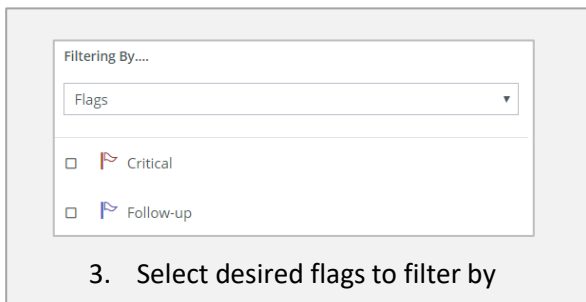 Filtering By....
Flags
Critical
Follow-up
3. Select desired flags to filter by